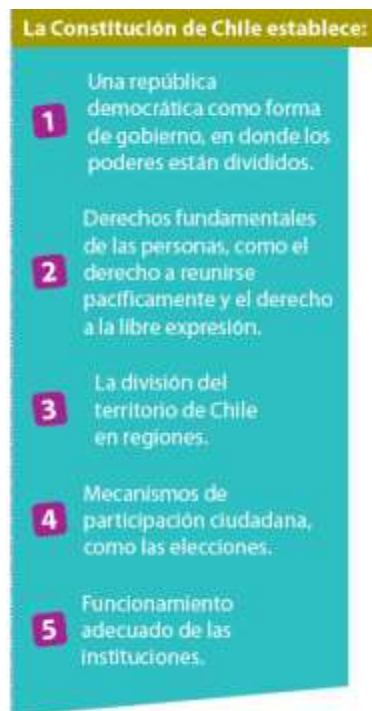 La Constitución de Chile establece:
1
Una república
democrática como forma
de gobierno, en donde los
poderes están divididos.
2
Derechos fundamentales
de las personas, como el
derecho a reunirse
pacíficamente y el derecho
a la libre expresión.
3
La división del
territorio de Chile
en regiones.
4
Mecanismos de
participación ciudadana,
como las elecciones.
5
Funcionamiento
adecuado de las
instituciones.